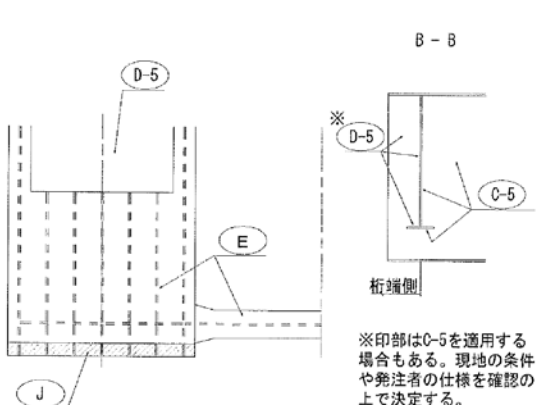 B - B
D-5
※
D-5
C-5
E
桁端側
J
※印部はC-5を適用する
場合もある。現地の条件
や発注者の仕様を確認の
上で決定する。